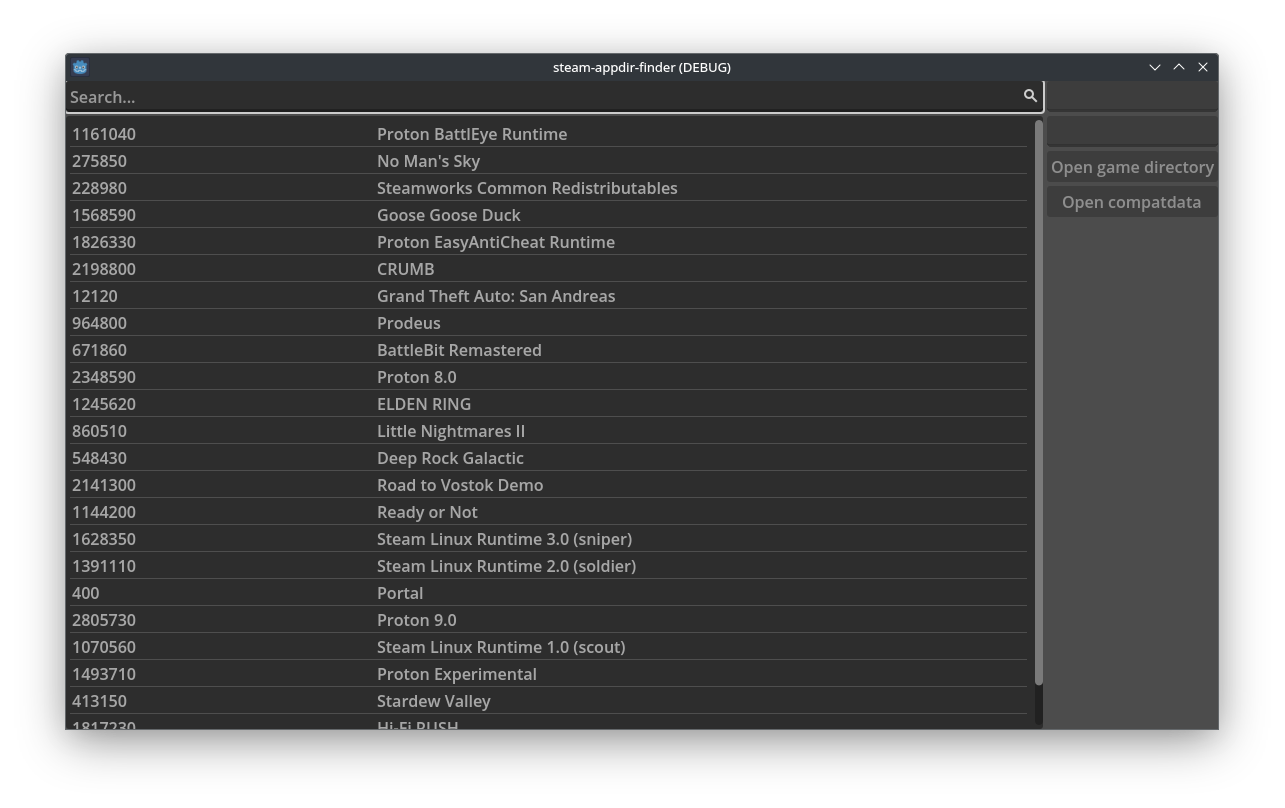 steam-appdir-finder (DEBUG)
Search...
1161040 Proton BattlEye Runtime
275850 No Man's Sky
228980 Steamworks Common Redistributables
1568590 Goose Goose Duck
1826330 Proton EasyAntiCheat Runtime
2198800 CRUMB
12120 Grand Theft Auto: San Andreas
964800 Prodeus
671860 BattleBit Remastered
2348590 Proton 8.0
1245620 ELDEN RING
860510 Little Nightmares II
548430 Deep Rock Galactic
2141300 Road to Vostok Demo
1144200 Ready or Not
1628350 Steam Linux Runtime 3.0 (sniper)
1391110 Steam Linux Runtime 2.0 (soldier)
400 Portal
2805730 Proton 9.0
1070560 Steam Linux Runtime 1.0 (scout)
1493710 Proton Experimental
413150 Stardew Valley
1817230 Hi-Fi RUSH
Open game directory
Open compatdata